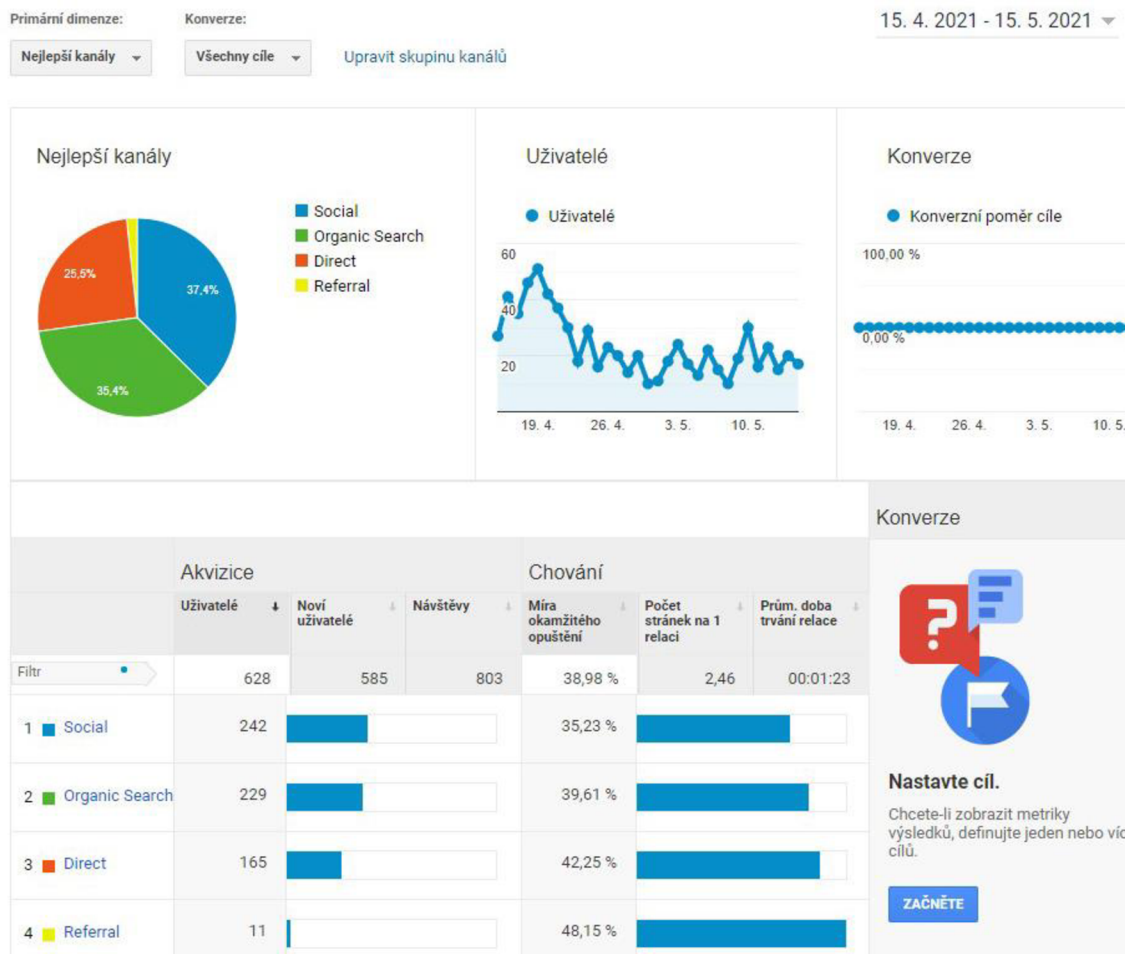 Primární dimenze:
Konverze:
15. 4. 2021 - 15. 5. 2021
Nejlepší kanály
Všechny cíle
Upravit skupinu kanálů
Nejlepší kanály
Social
Organic Search
Direct
Referral
25,5%
37,4%
35,4%
Uživatelé
Uživatelé
60
40
20
19. 4.
26. 4.
3. 5.
10. 5.
Konverze
Konverzní poměr cíle
100,00 %
0,00 %
19. 4.
26. 4.
3. 5.
10. 5.
Akvizice
Chování
Uživatelé
Noví
uživatelé
Návštěvy
Míra
okamžitého
opuštění
Počet
stránek na 1
relaci
Prům. doba
trvání relace
Filtr
628
585
803
38,98 %
2,46
00:01:23
1 Social 242 35,23 %
2 Organic Search 229 39,61 %
3 Direct 165 42,25 %
4 Referral 11 48,15 %
Konverze
?
Nastavte cíl.
Chcete-li zobrazit metriky
výsledků, definujte jeden nebo víc
cílů.
ZAČNĚTE